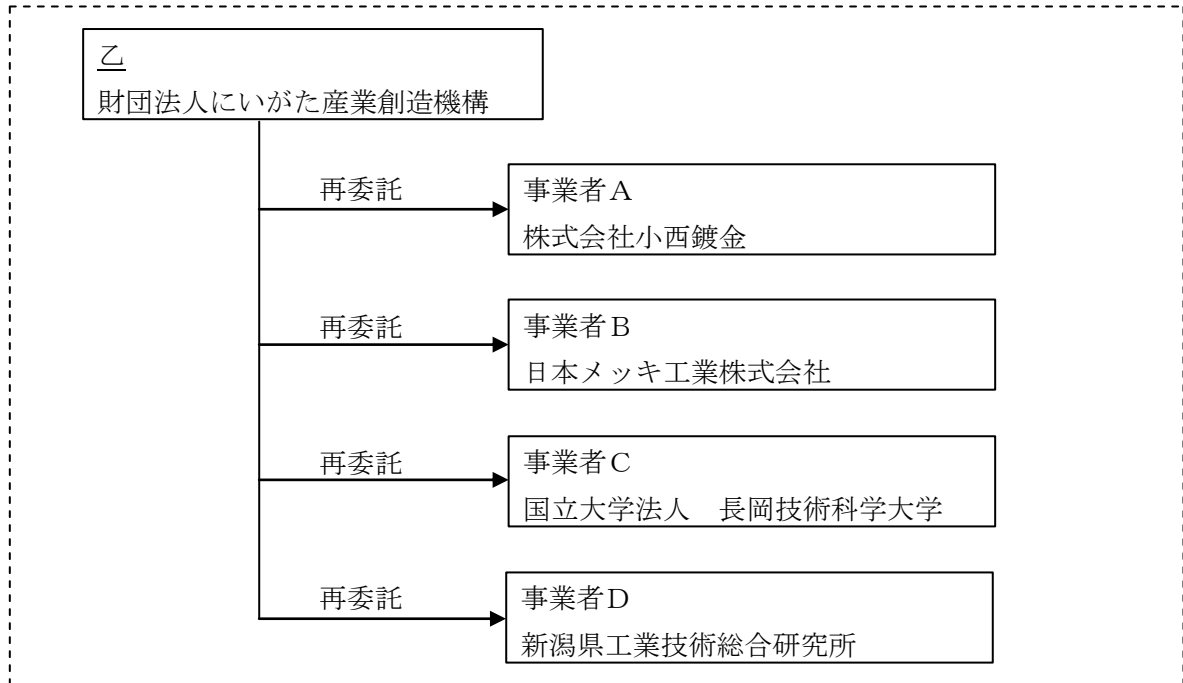 乙
財団法人にいがた産業創造機構
再委託
事業者A
株式会社小西鍍金
再委託
事業者B
日本メッキ工業株式会社
再委託
事業者C
国立大学法人　長岡技術科学大学
再委託
事業者D
新潟県工業技術総合研究所